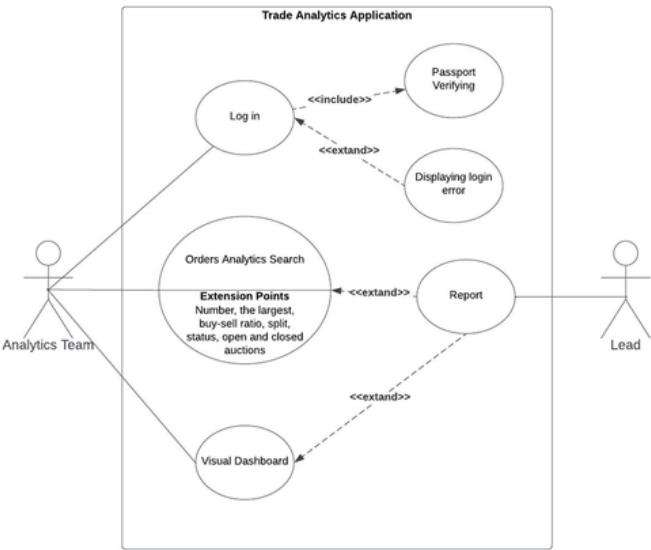 Trade Analytics Application
Passport
Verifying
<<include>>
Log in
<<extand>>
Displaying login
error
Orders Analytics Search
Extension Points
Number, the largest,
buy-sell ratio, split,
status, open and closed
auctions
<<extand>>
Report
Analytics Team
Lead
<<extand>>
Visual Dashboard